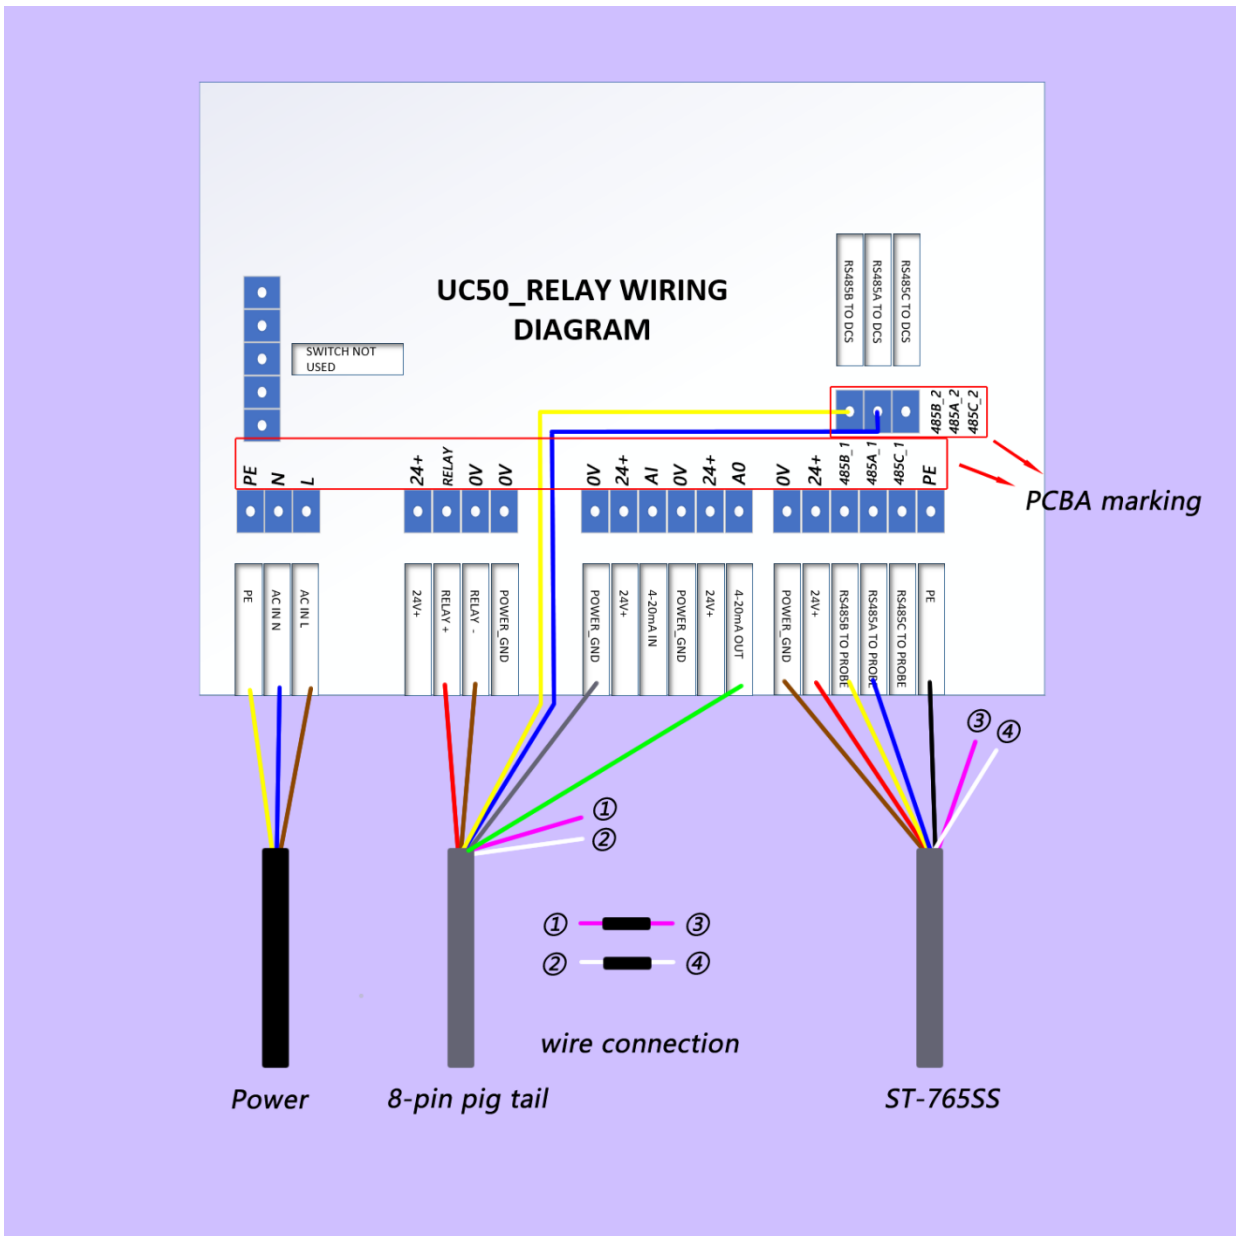 UC50_RELAY WIRING
DIAGRAM
RS485B TO DCS
RS485A TO DCS
RS485C TO DCS
SWITCH NOT
USED
485B_2
485A_2
485C_2
PE
N
L
24+
RELAY
0V
0V
0V
24+
AI
0V
24+
A0
0V
24+
485B_1
485A_1
485C_1
PE
PCBA marking
PE
AC IN N
AC IN L
24V+
RELAY +
RELAY -
POWER_GND
POWER_GND
24V+
4-20mA IN
POWER_GND
24V+
4-20mA OUT
POWER_GND
24V+
RS485B TO PROBE
RS485A TO PROBE
RS485C TO PROBE
PE
③
④
①
②
① ③
② ④
wire connection
Power
8-pin pig tail
ST-765SS